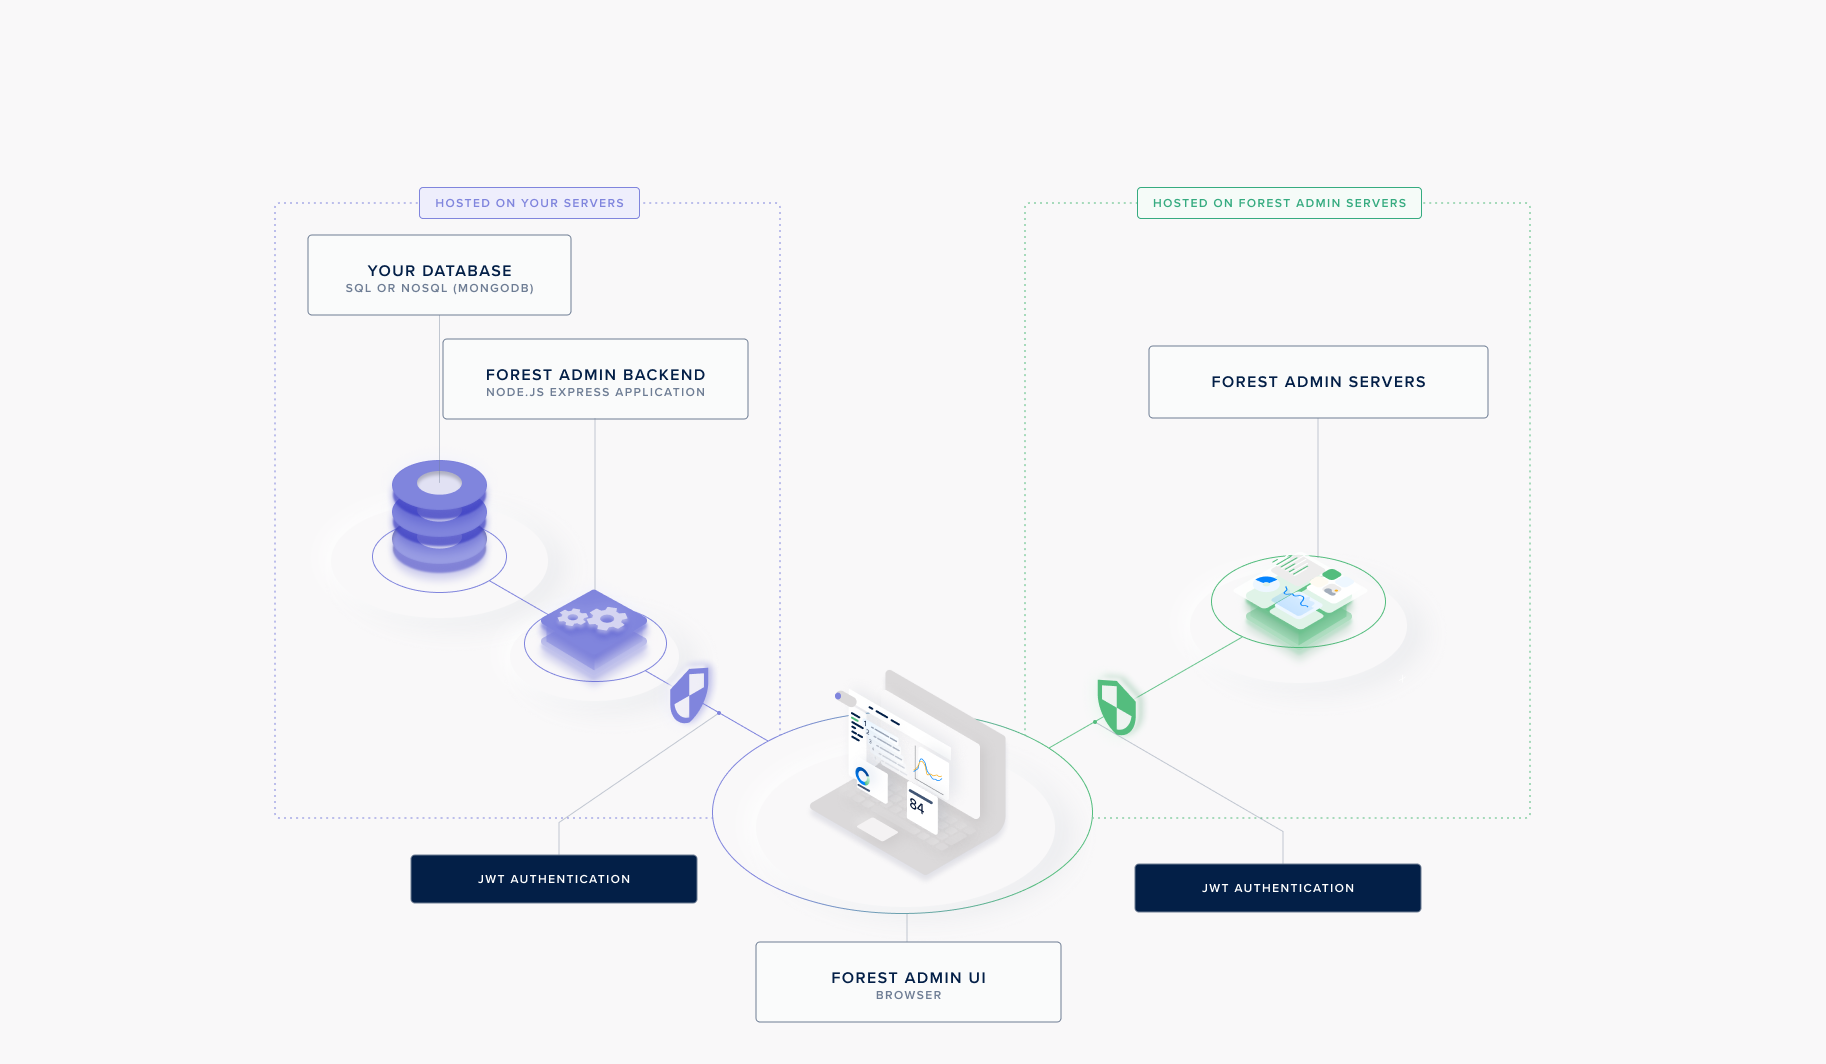 HOSTED ON YOUR SERVERS
YOUR DATABASE
SQL OR NOSQL (MONGODB)
FOREST ADMIN BACKEND
NODE.JS EXPRESS APPLICATION
HOSTED ON FOREST ADMIN SERVERS
FOREST ADMIN SERVERS
84
JWT AUTHENTICATION
JWT AUTHENTICATION
FOREST ADMIN UI
BROWSER